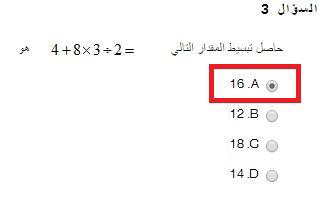 السؤال 3
حاصل تبسيط المقدار التالي 4+8×3÷2= هو
16 .A
12 .B
18 .C
14 .D